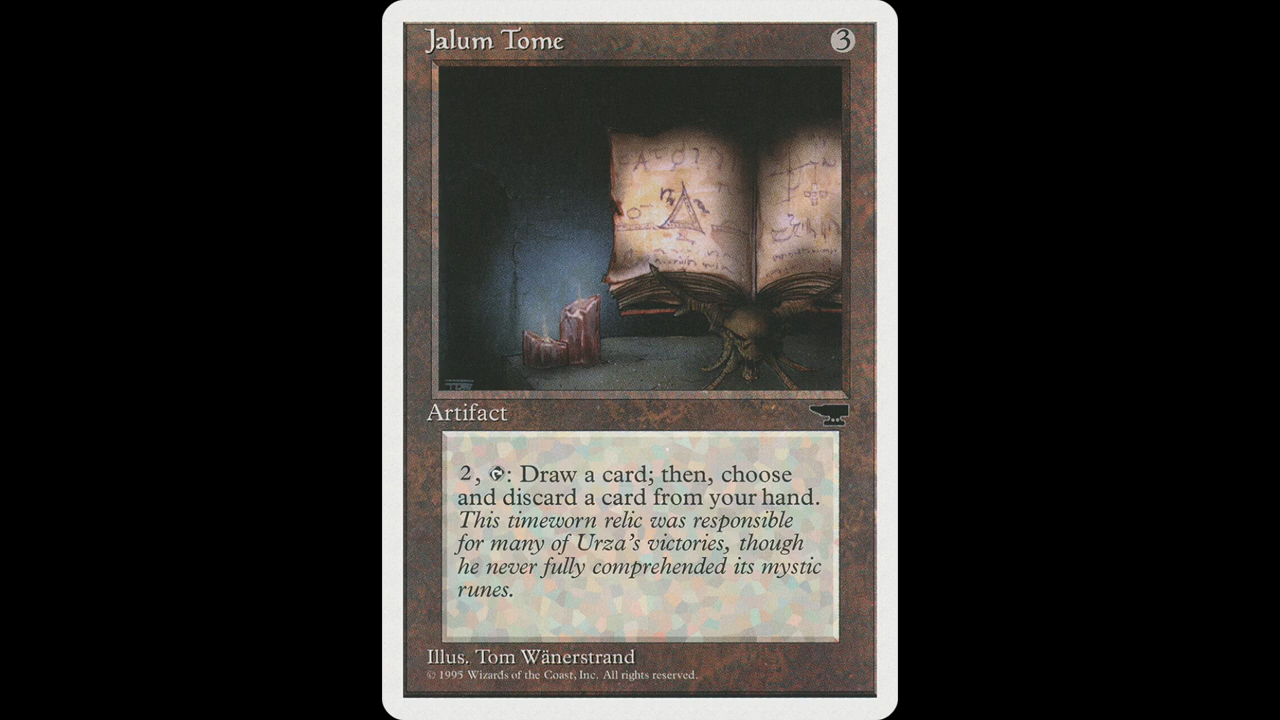 Jalum Tome 3
Artifact
2, : Draw a card; then, choose
and discard a card from your hand.
This timeworn relic was responsible
for many of Urza's victories, though
he never fully comprehended its mystic
runes.
Illus. Tom Wänerstrand
© 1995 Wizards of the Coast, Inc. All rights reserved.